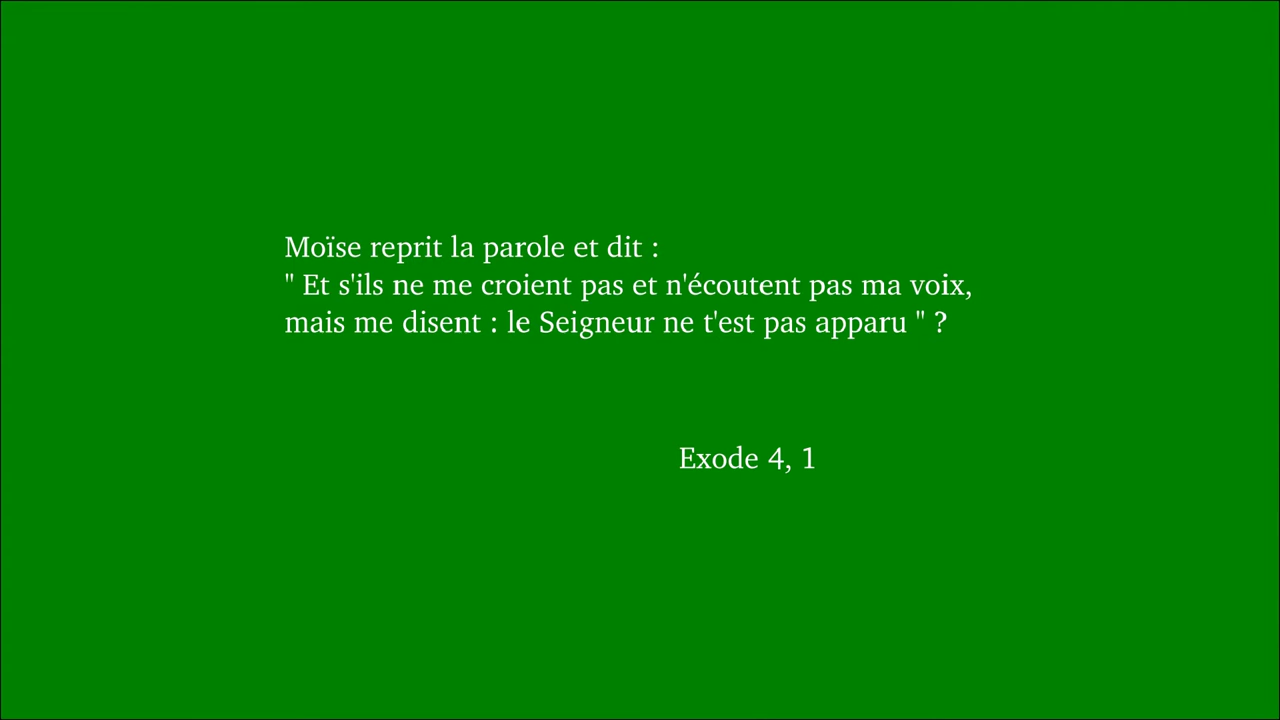 Moïse reprit la parole et dit :
" Et s'ils ne me croient pas et n'écoutent pas ma voix,
mais me disent : le Seigneur ne t'est pas apparu " ?
Exode 4, 1